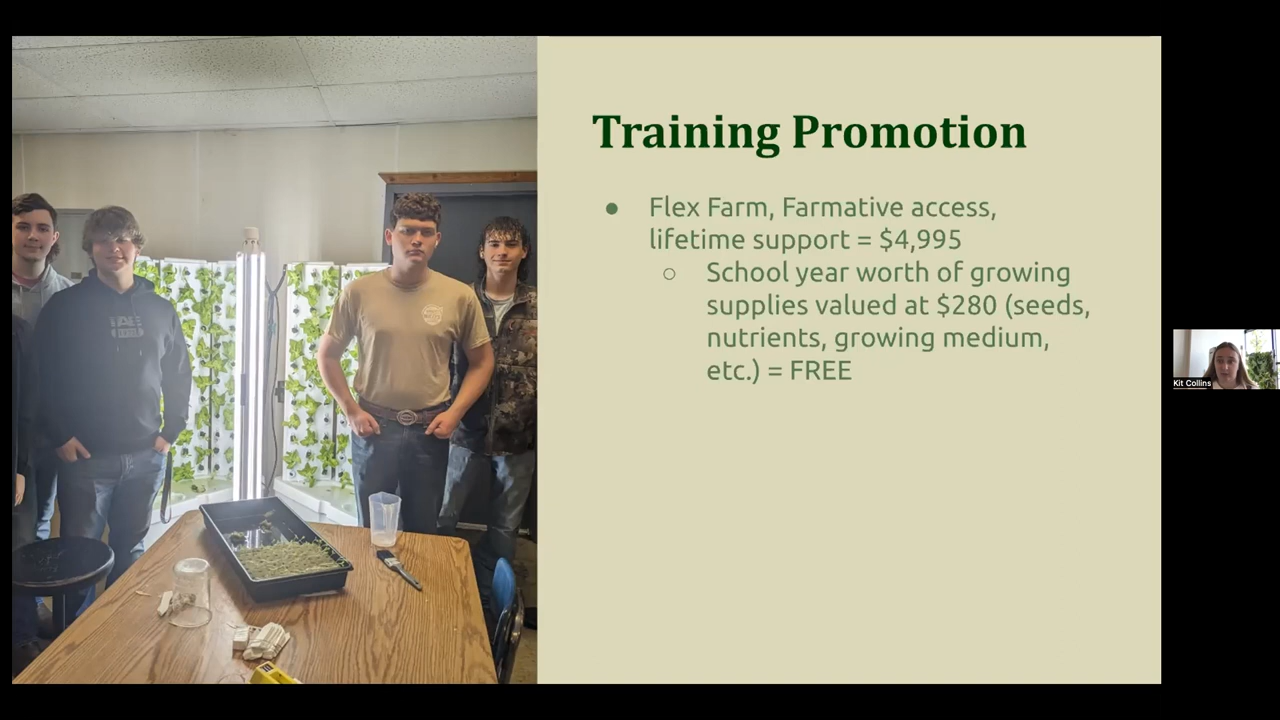 Training Promotion
● Flex Farm, Farmative access,
lifetime support = $4,995
○ School year worth of growing
supplies valued at $280 (seeds,
nutrients, growing medium,
etc.) = FREE
Kit Collins